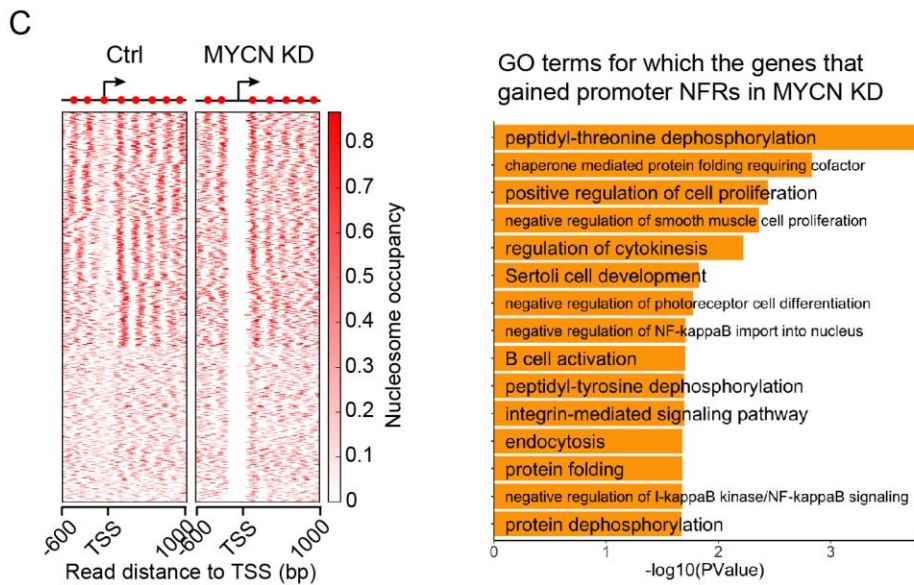 C
Ctrl
MYCN KD
0.8
0.7
0.6
0.5
0.4
0.3
0.2
0.1
0
Nucleosome occupancy
-600
TSS
1000
-600
TSS
1000
Read distance to TSS (bp)
GO terms for which the genes that
gained promoter NFRs in MYCN KD
peptidyl-threonine dephosphorylation
chaperone mediated protein folding requiring cofactor
positive regulation of cell proliferation
negative regulation of smooth muscle cell proliferation
regulation of cytokinesis
Sertoli cell development
negative regulation of photoreceptor cell differentiation
negative regulation of NF-kappaB import into nucleus
B cell activation
peptidyl-tyrosine dephosphorylation
integrin-mediated signaling pathway
endocytosis
protein folding
negative regulation of I-kappaB kinase/NF-kappaB signaling
protein dephosphorylation
0
1
2
3
-log10(PValue)